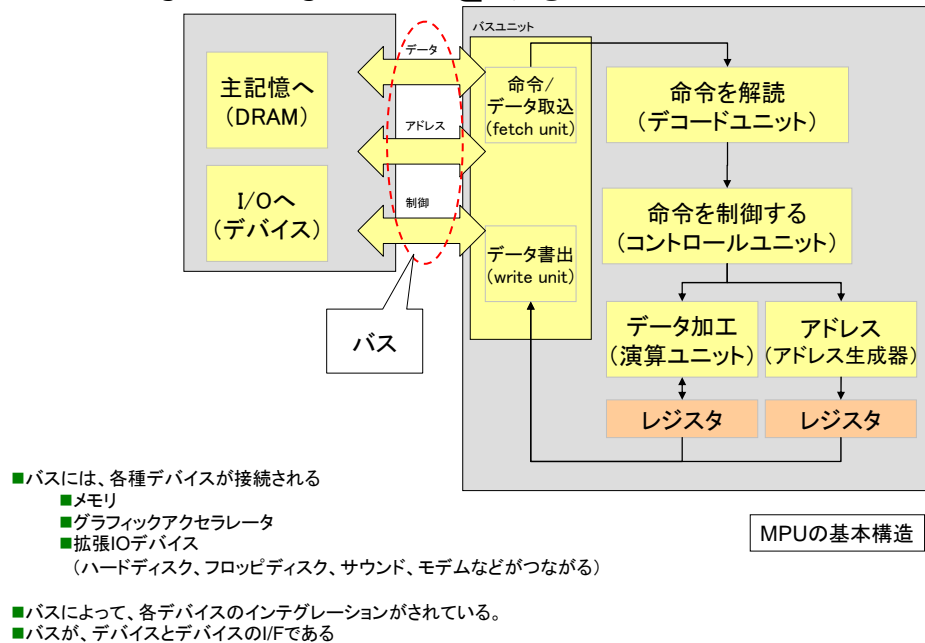 バスユニット
データ
主記憶へ
(DRAM)
命令/
データ取込
(fetch unit)
命令を解読
(デコードユニット)
アドレス
I/Oへ
(デバイス)
制御
命令を制御する
(コントロールユニット)
データ書出
(write unit)
バス
データ加工
(演算ユニット)
アドレス
(アドレス生成器)
レジスタ
レジスタ
■バスには、各種デバイスが接続される
■メモリ
■グラフィックアクセラレータ
■拡張IOデバイス
(ハードディスク、フロッピディスク、サウンド、モデムなどがつながる)
MPUの基本構造
■バスによって、各デバイスのインテグレーションがされている。
■バスが、デバイスとデバイスのI/Fである